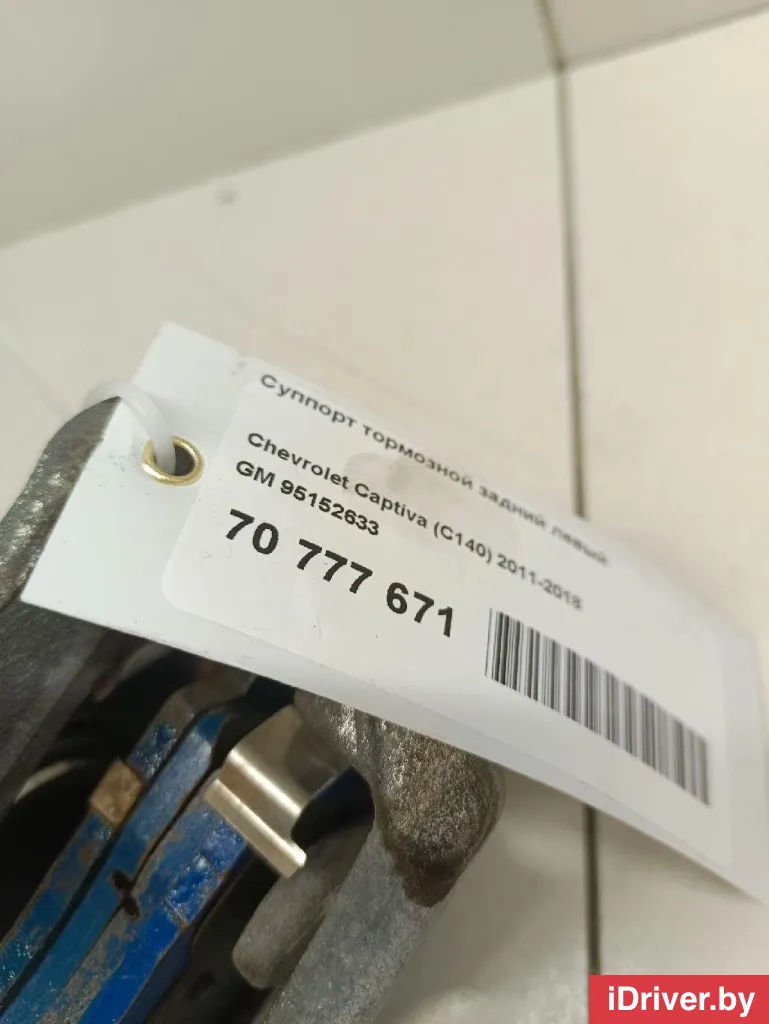 Суппорт тормозной задний левый
Chevrolet Captiva (C140) 2011-2018
GM 95152633
70 777 671
iDriver.by